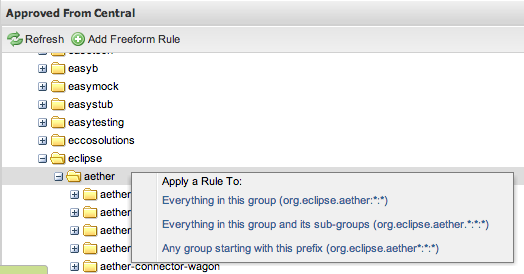 Approved From Central
Refresh Add Freeform Rule
easyb
easymock
easystub
easytesting
eccosolutions
eclipse
aether
Apply a Rule To:
aether
Everything in this group (org.eclipse.aether:*:*)
aether
aether
Everything in this group and its sub-groups (org.eclipse.aether.*:*:*)
aether
Any group starting with this prefix (org.eclipse.aether*:*:*)
aether-connector-wagon